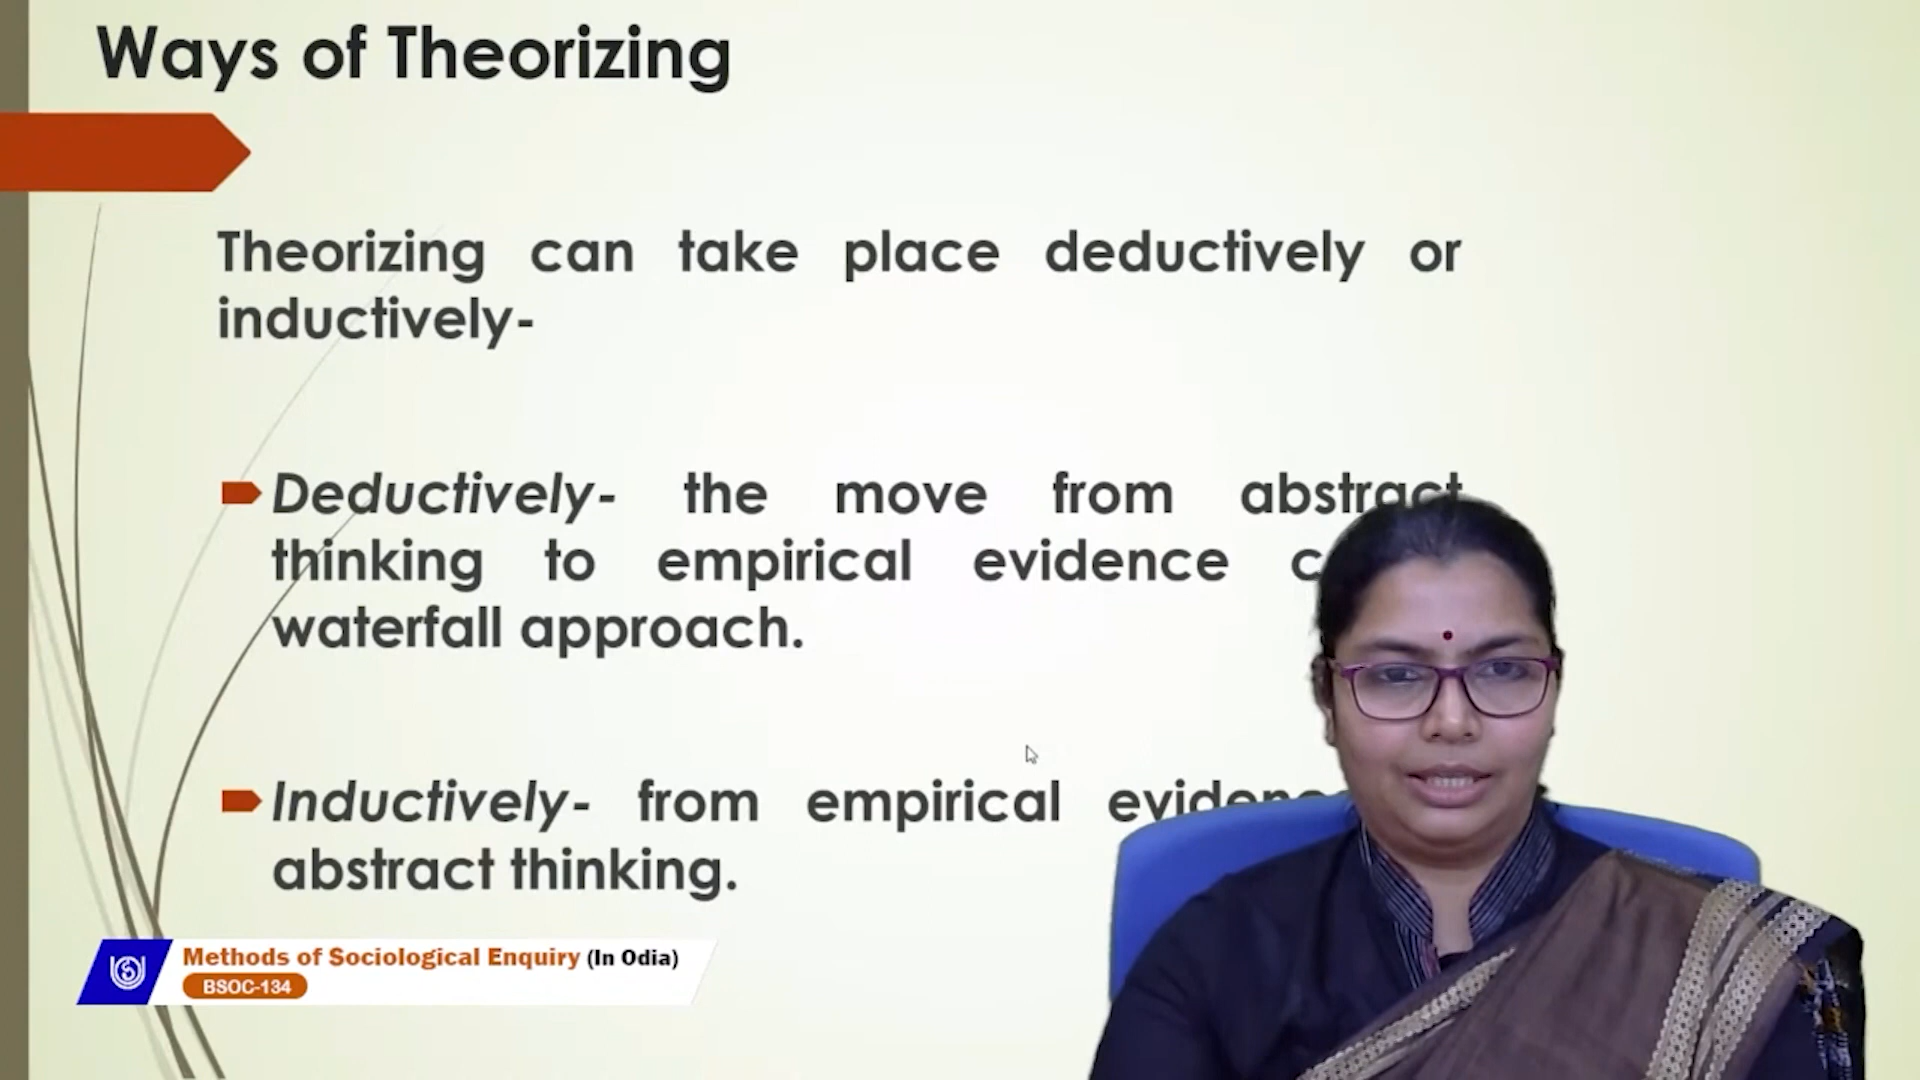 Ways of Theorizing
Theorizing can take place deductively or
inductively-
Deductively- the move from abstract
thinking to empirical evidence
waterfall approach.
Inductively- from empirical
abstract thinking.
Methods of Sociological Enquiry (In Odia)
BSOC-134